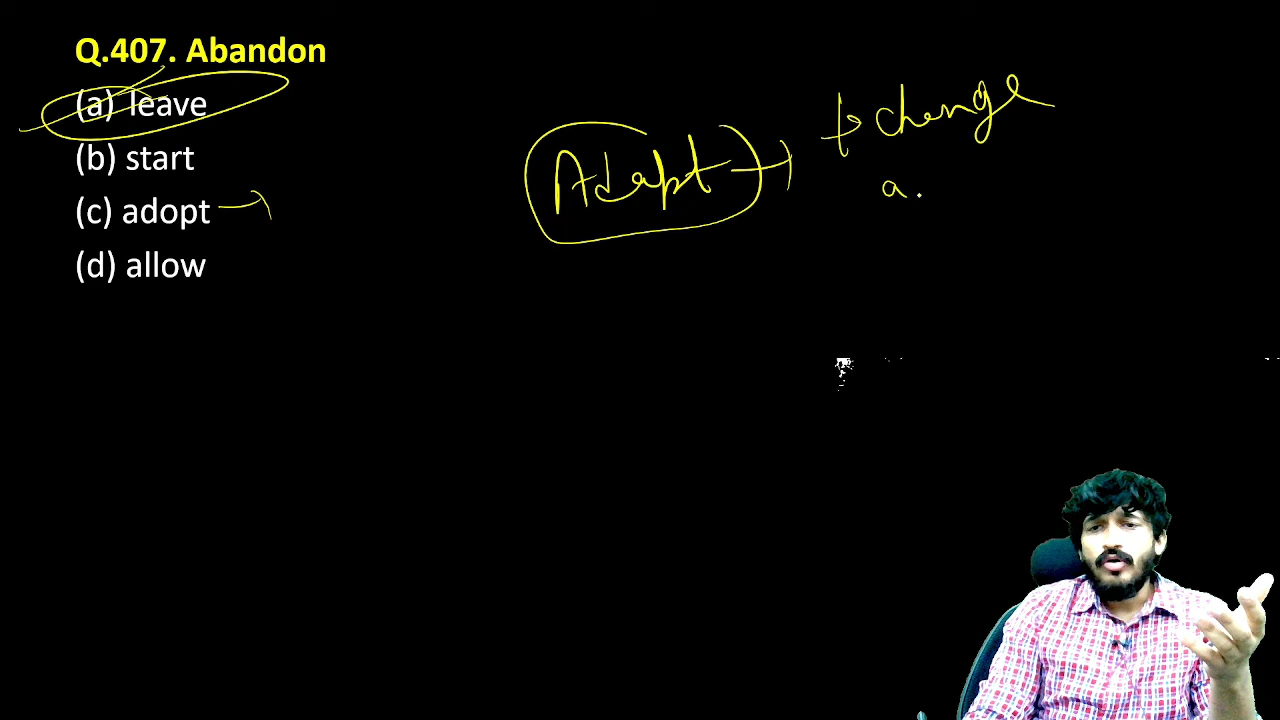 Q.407. Abandon
(a) leave
(b) start
(c) adopt
(d) allow
Adapt
to change
a.